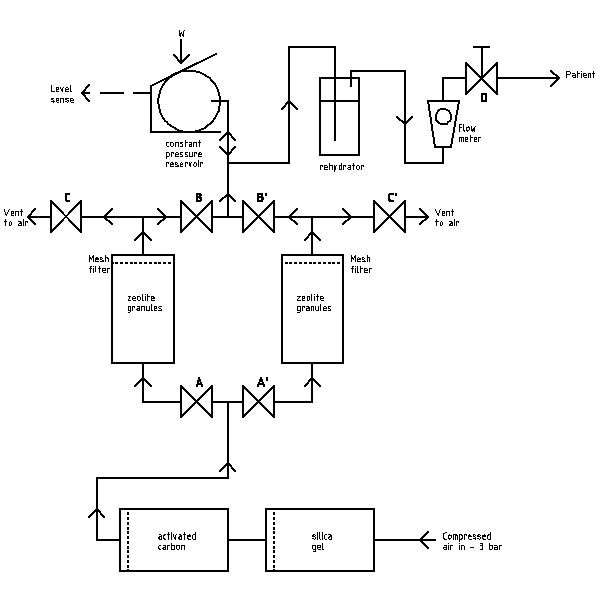 W
Level
sense
constant
pressure
reservoir
rehydrator
Flow
meter
D
Patient
C
B
B'
C'
Vent
to air
Vent
to air
Mesh
filter
Mesh
filter
zeolite
granules
zeolite
granules
A
A'
activated
carbon
silica
gel
Compressed
air in ~ 3 bar